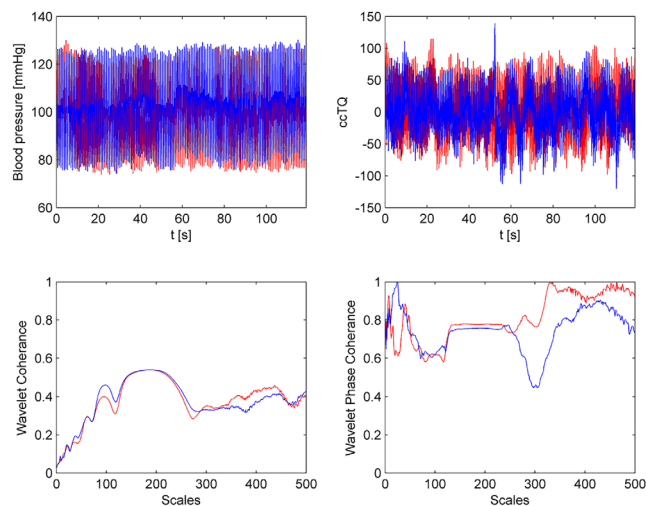 140
120
100
80
60
Blood pressure [mmHg]
0 20 40 60 80 100
t [s]
150
100
50
0
-50
-100
-150
ccTQ
0 20 40 60 80 100
t [s]
1
0.8
0.6
0.4
0.2
0
Wavelet Coherance
0 100 200 300 400 500
Scales
1
0.8
0.6
0.4
0.2
0
Wavelet Phase Coherance
0 100 200 300 400 500
Scales